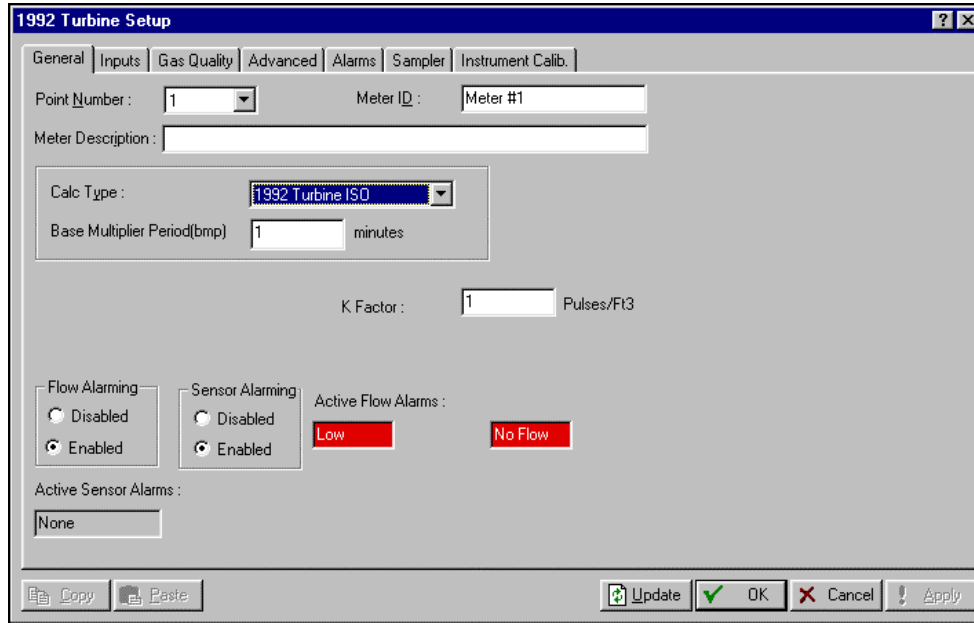 1992 Turbine Setup
General Inputs Gas Quality Advanced Alarms Sampler Instrument Calib.
Point Number : 1 Meter ID : Meter #1
Meter Description :
Calc Type : 1992 Turbine ISO
Base Multiplier Period(bmp) 1 minutes
K Factor : 1 Pulses/Ft3
Flow Alarming Sensor Alarming Active Flow Alarms :
Disabled Disabled
Low No Flow
Enabled Enabled
Active Sensor Alarms :
None
Copy Paste Update OK Cancel Apply